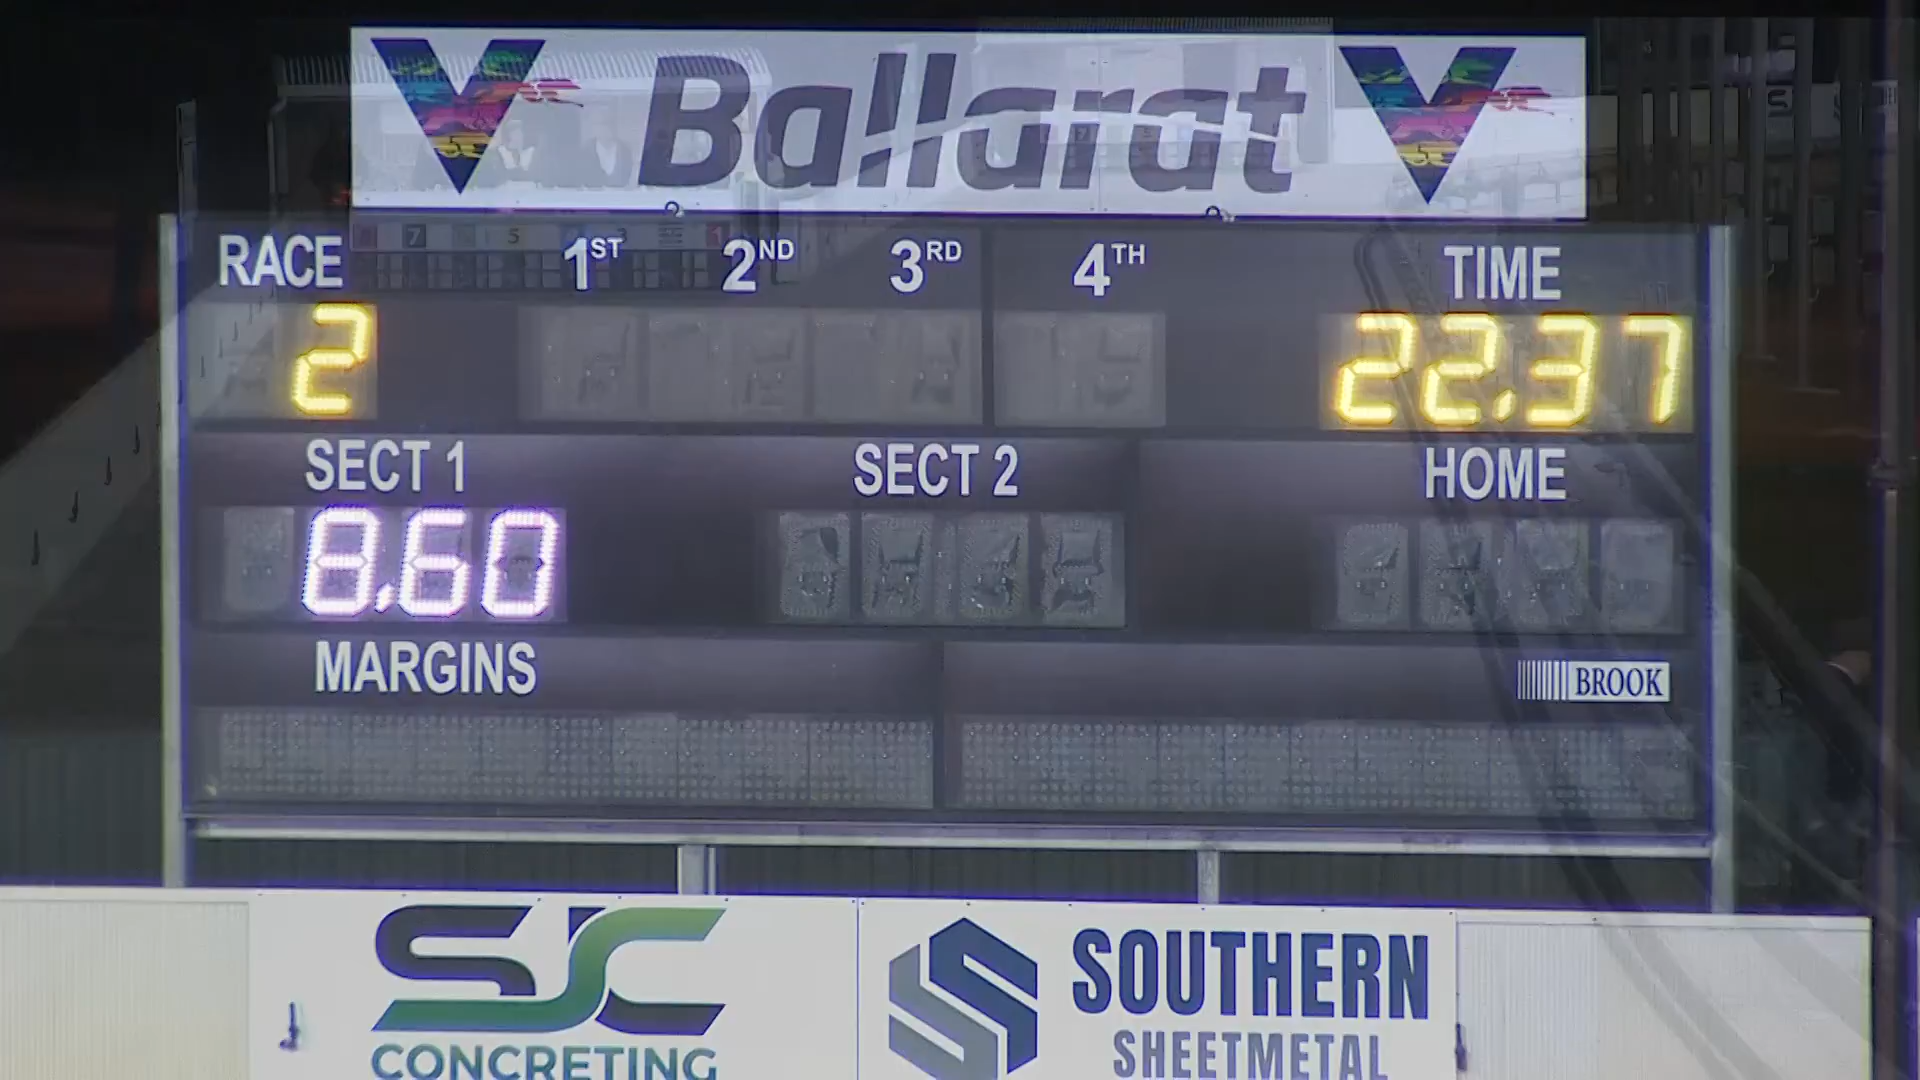 Ballarat
RACE 1ST 2ND 3RD 4TH TIME
2 22.37
SECT 1 SECT 2 HOME
8.60
MARGINS
BROOK
SJC
CONCRETING
SOUTHERN
SHEETMETAL